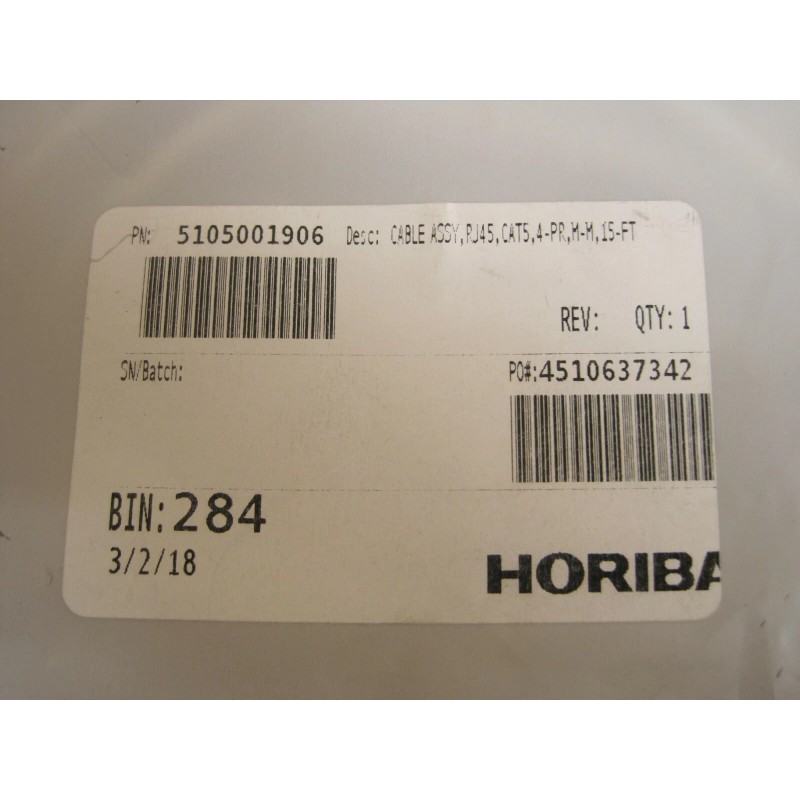 PN: 5105001906 Desc: CABLE ASSY,RJ45,CAT5,4-PR,M-M,15-FT
REV: QTY: 1
SN/Batch: PO#:4510637342
BIN: 284
3/2/18
HORIBA